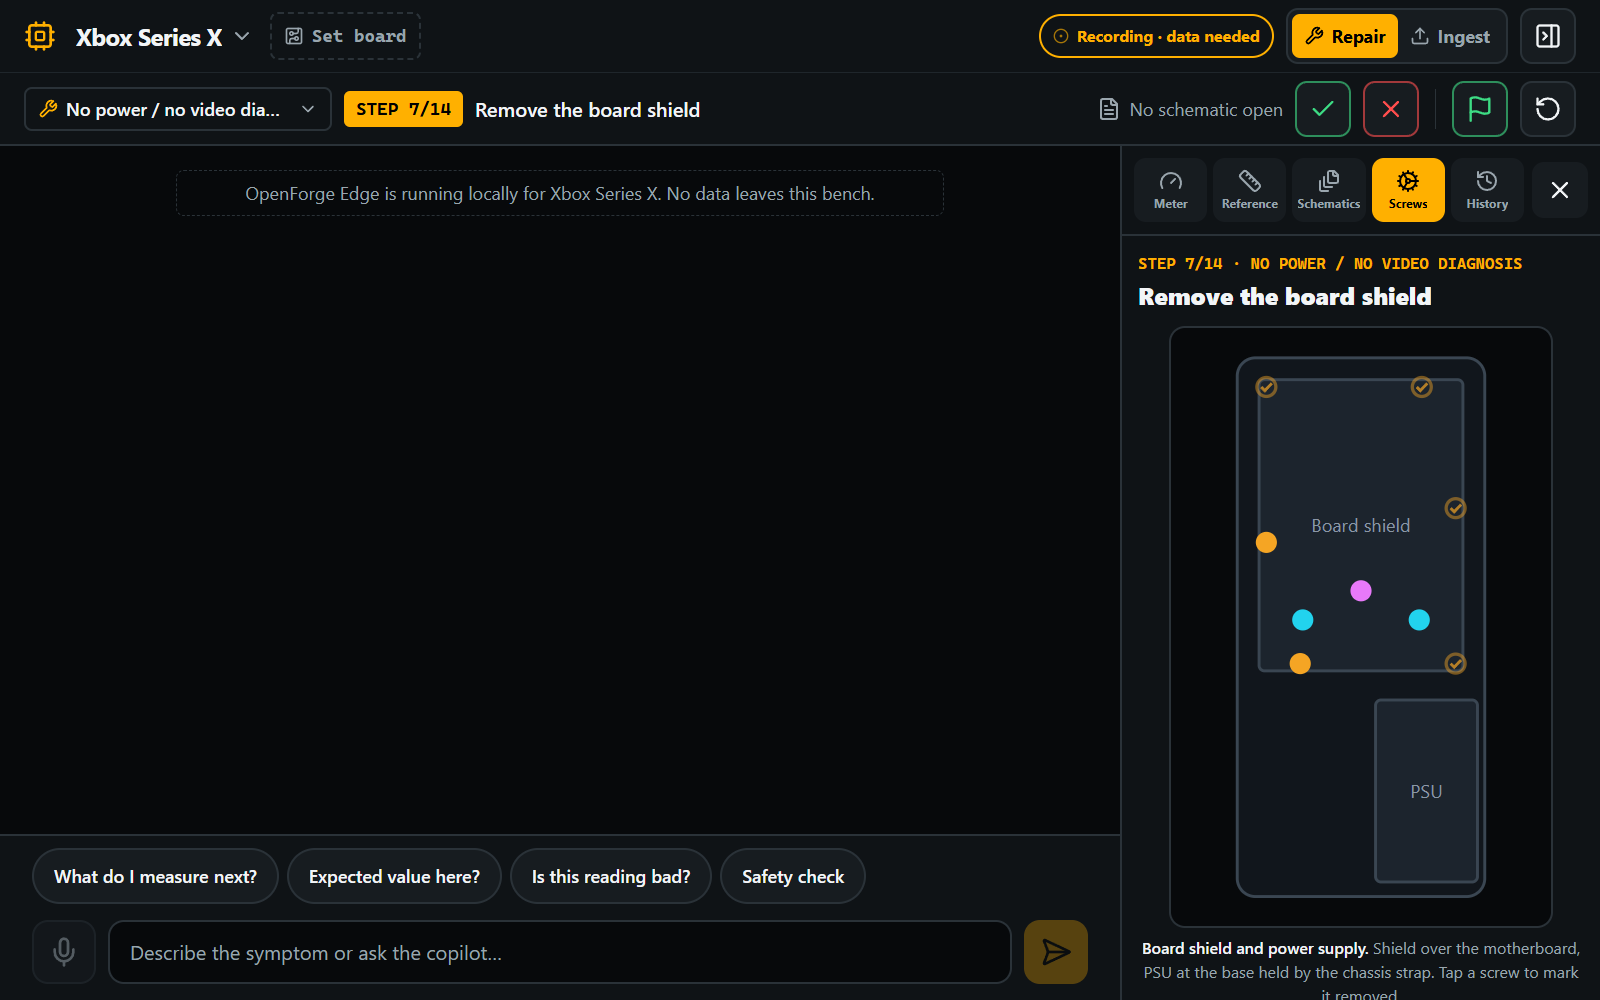 Xbox Series X
Set board
Recording · data needed
Repair
Ingest
No power / no video dia...
STEP 7/14
Remove the board shield
No schematic open
OpenForge Edge is running locally for Xbox Series X. No data leaves this bench.
Meter
Reference
Schematics
Screws
History
STEP 7/14 · NO POWER / NO VIDEO DIAGNOSIS
Remove the board shield
Board shield
PSU
Board shield and power supply. Shield over the motherboard,
PSU at the base held by the chassis strap. Tap a screw to mark
it removed
What do I measure next?
Expected value here?
Is this reading bad?
Safety check
Describe the symptom or ask the copilot...